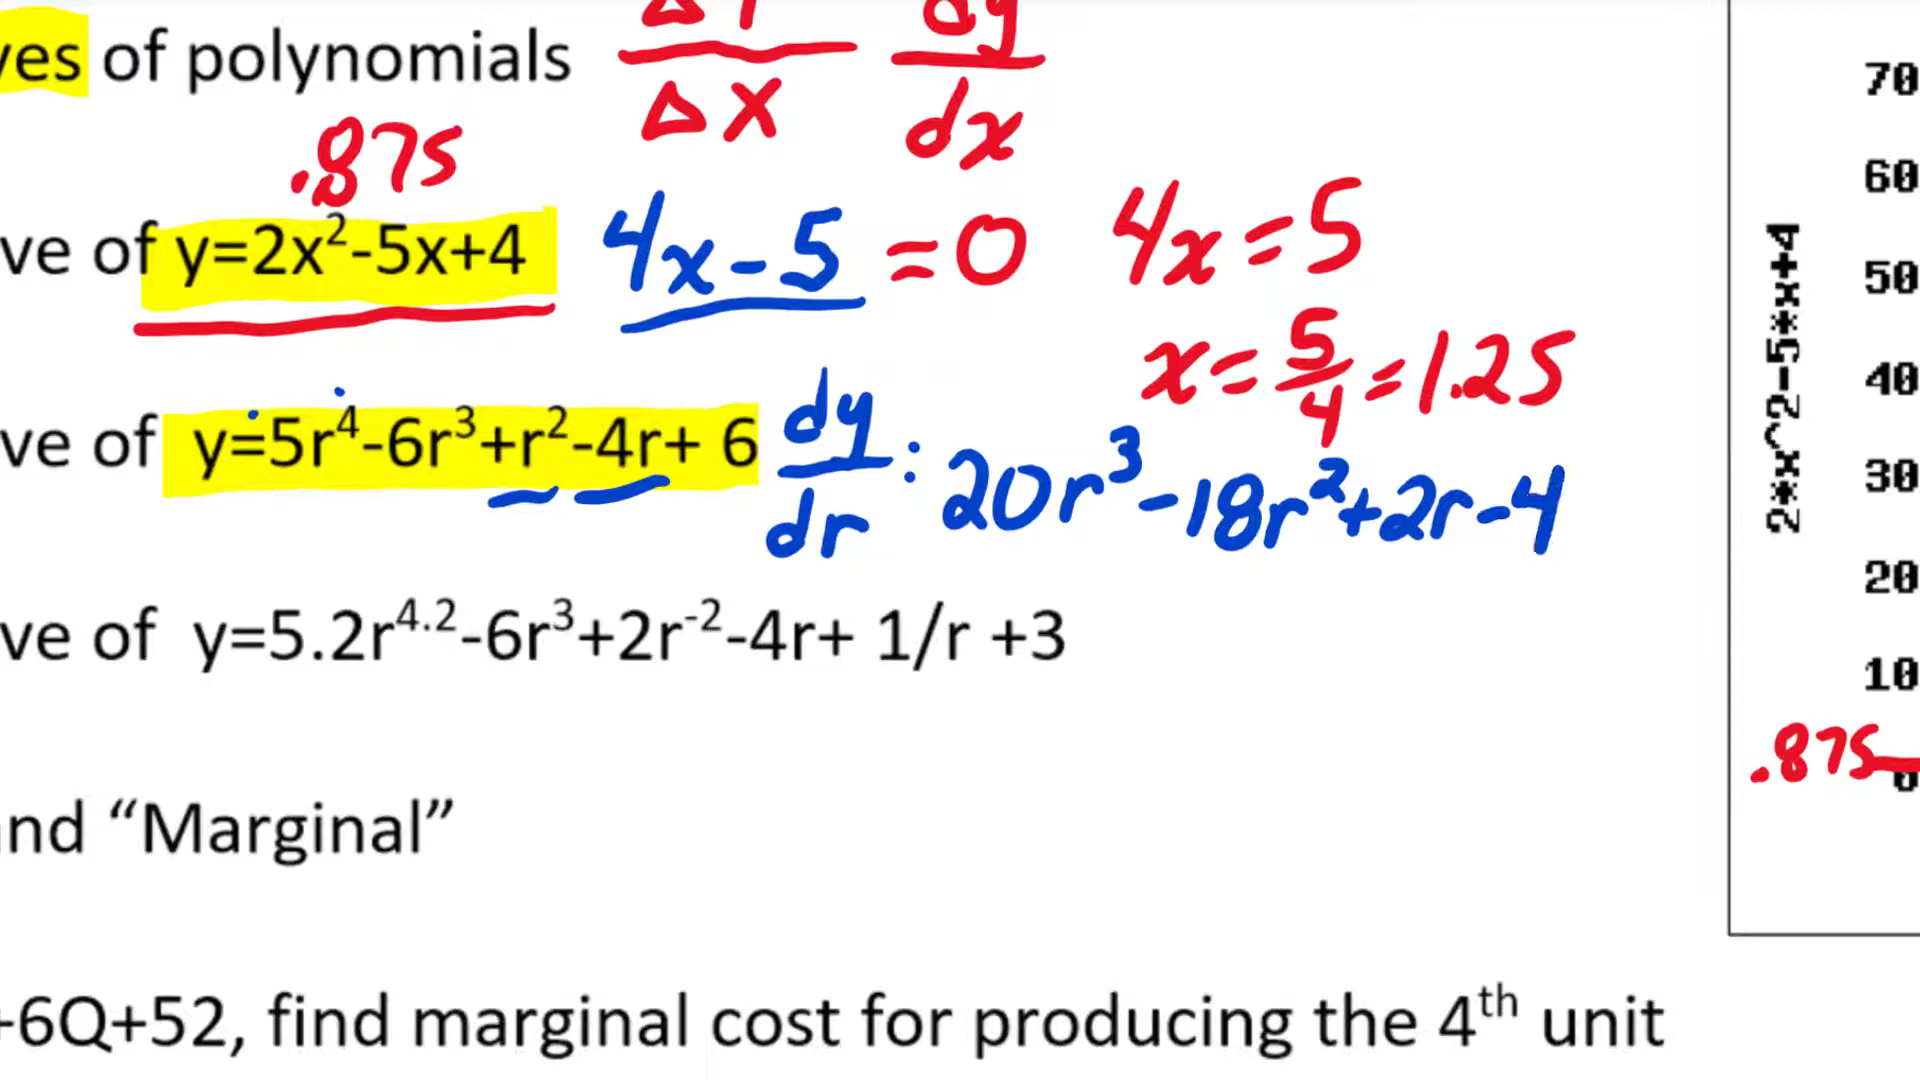 ves of polynomials
ΔX dy/dx
.875
ve of y=2x²-5x+4 4x-5=0 4x=5
x=5/4=1.25
ve of y=5r⁴-6r³+r²-4r+ 6 dy/dr: 20r³-18r²+2r-4
ve of y=5.2r⁴·²-6r³+2r⁻²-4r+ 1/r +3
nd “Marginal”
+6Q+52, find marginal cost for producing the 4th unit
2*x^2-5*x+4
70
60
50
40
30
20
10
.875
0